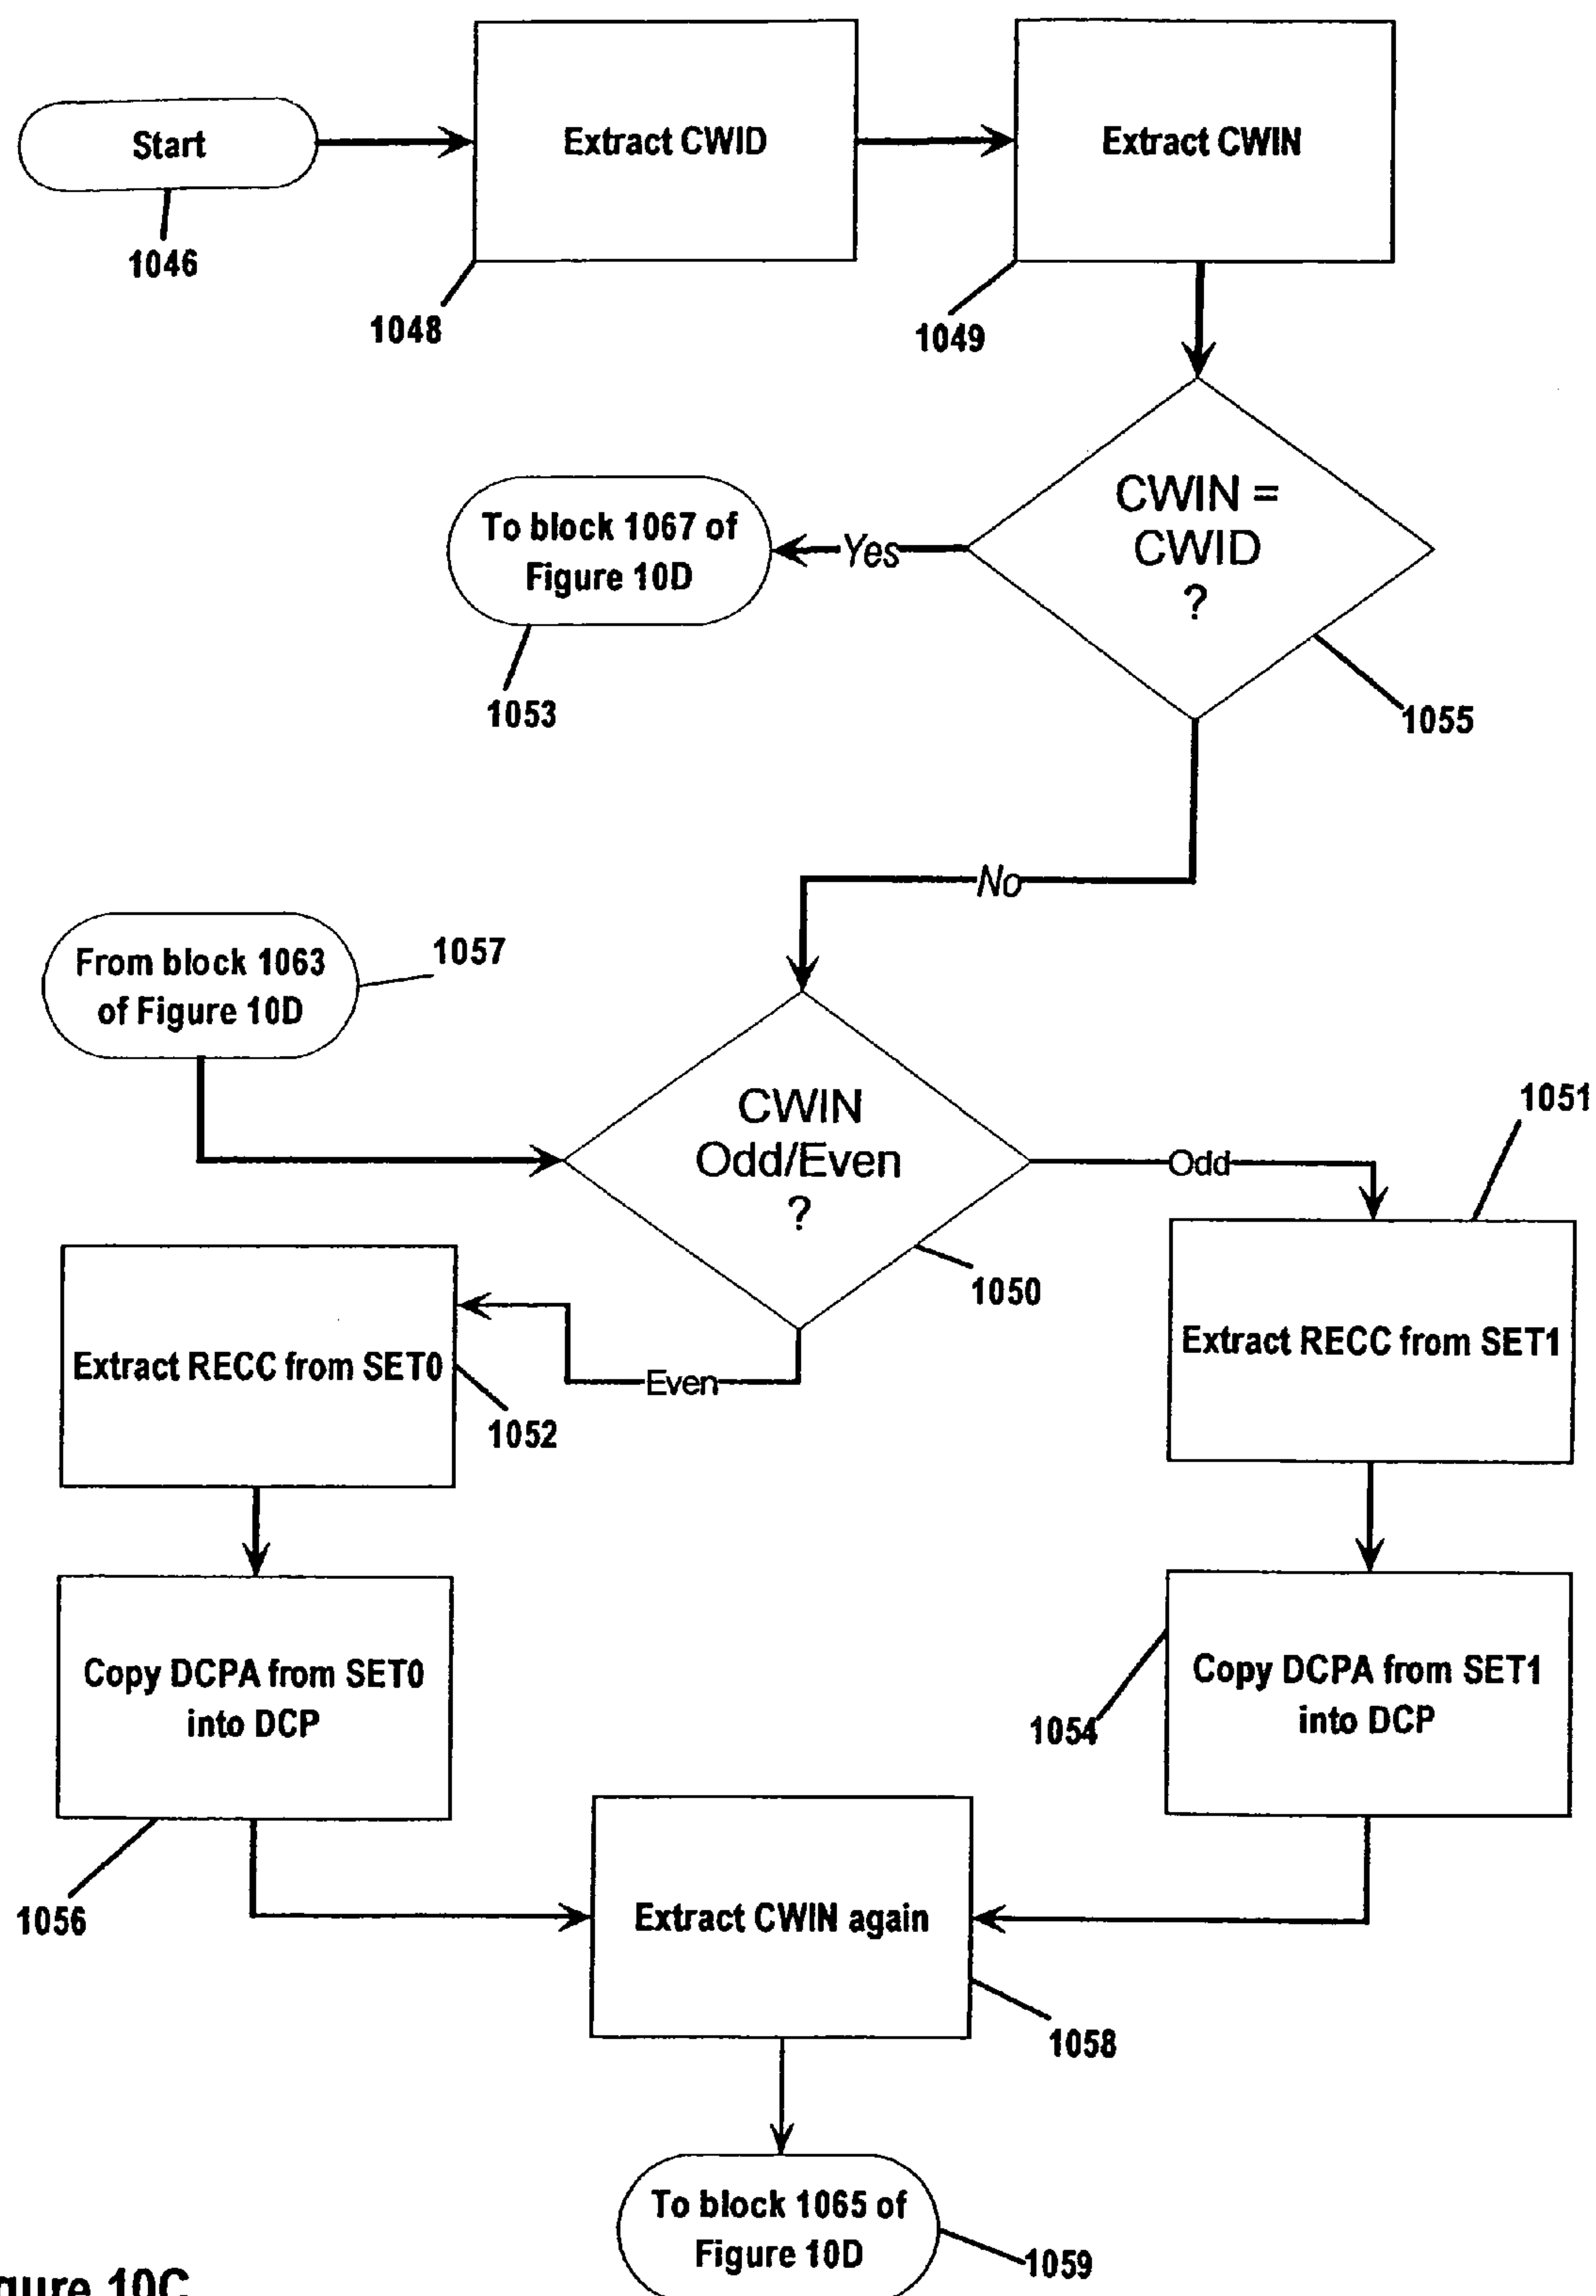 Start
1046
Extract CWID
1048
Extract CWIN
1049
CWIN =
CWID
?
1055
Yes
To block 1067 of
Figure 10D
1053
No
From block 1063
of Figure 10D
1057
CWIN
Odd/Even
?
1050
Odd
1051
Extract RECC from SET1
Even
Extract RECC from SET0
1052
Copy DCPA from SET0
into DCP
1056
Copy DCPA from SET1
into DCP
1054
Extract CWIN again
1058
To block 1065 of
Figure 10D
1059
gure 10C